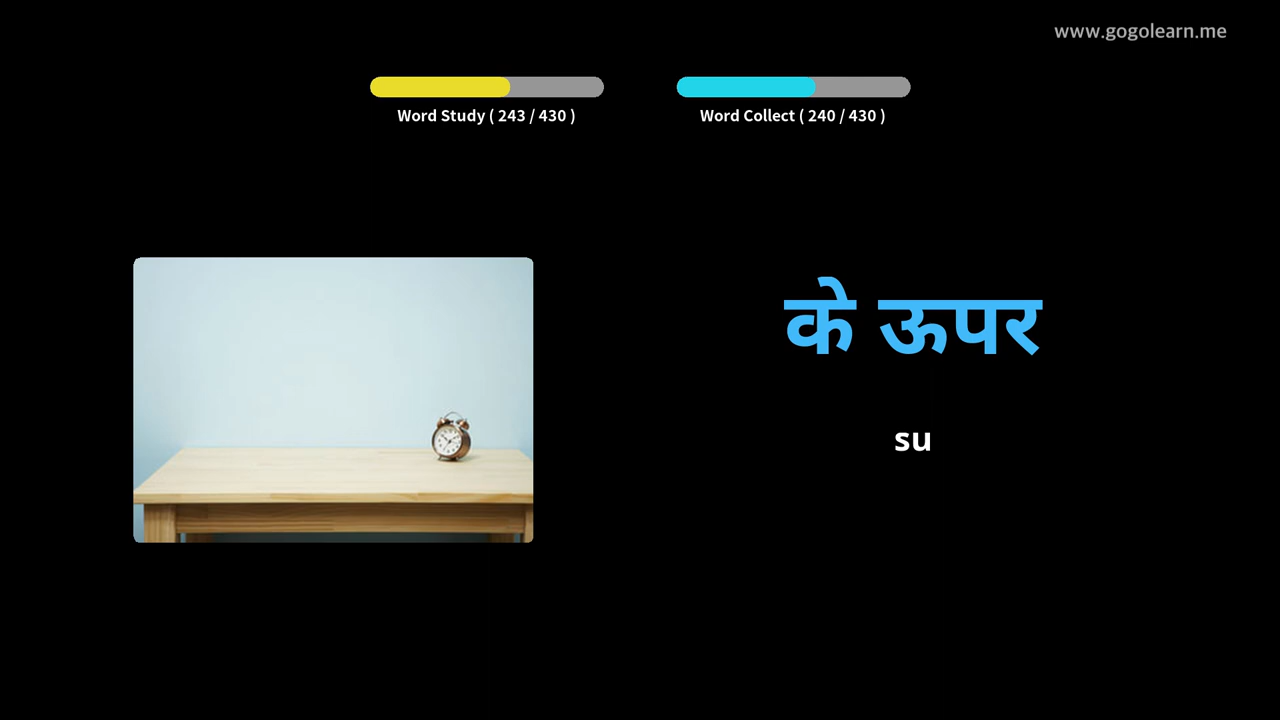 www.gogolearn.me
Word Study ( 243 / 430 )
Word Collect ( 240 / 430 )
के ऊपर
su